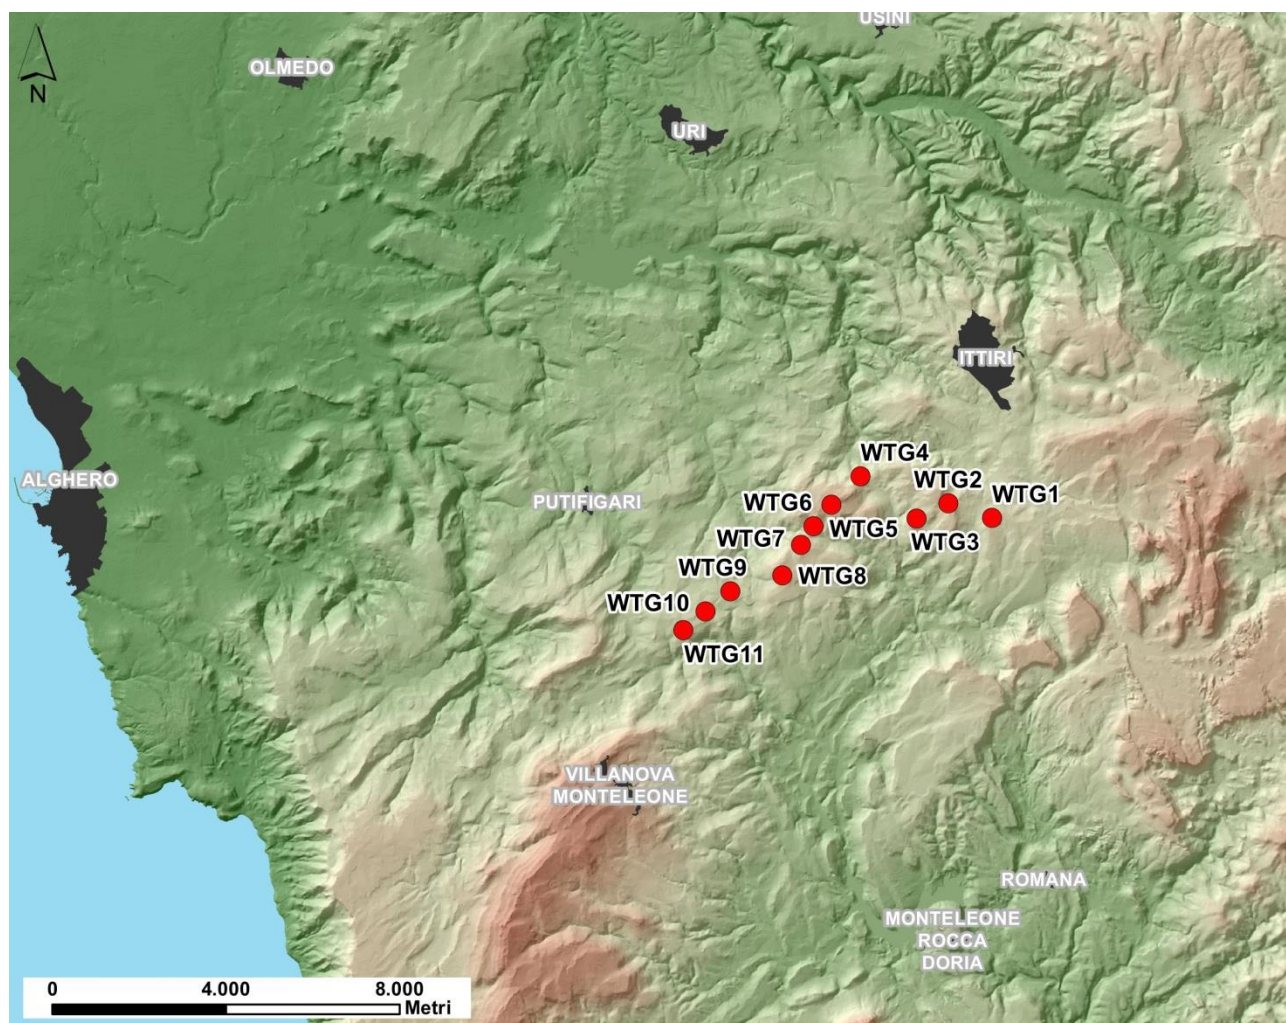 USINI
OLMEDO
N
URI
ITTIRI
WTG4
ALGHERO
WTG2
WTG1
PUTIFIGARI
WTG6
WTG5
WTG3
WTG7
WTG9
WTG8
WTG10
WTG11
VILLANOVA
MONTELEONE
ROMANA
MONTELEONE
ROCCA
DORIA
0 4.000 8.000
Metri